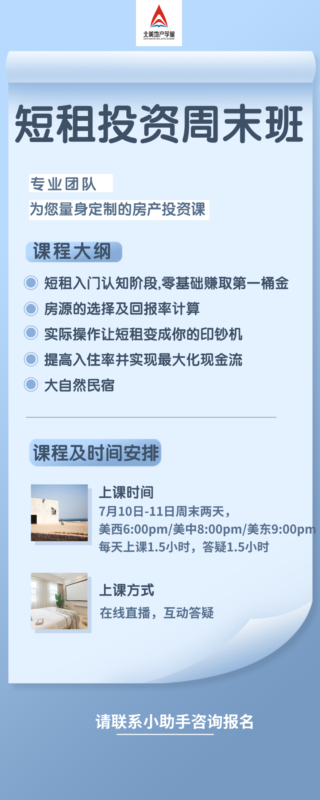 北美地产学院
短租投资周末班
专业团队
为您量身定制的房产投资课
课程大纲
短租入门认知阶段,零基础赚取第一桶金
房源的选择及回报率计算
实际操作让短租变成你的印钞机
提高入住率并实现最大化现金流
大自然民宿
课程及时间安排
上课时间
7月10日-11日周末两天，
美西6:00pm/美中8:00pm/美东9:00pm
每天上课1.5小时，答疑1.5小时
上课方式
在线直播，互动答疑
请联系小助手咨询报名